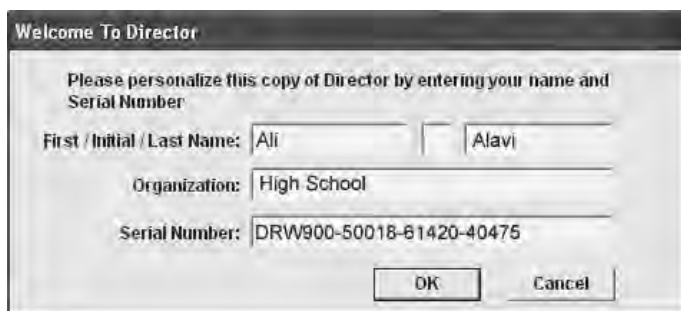 Welcome To Director
Please personalize this copy of Director by entering your name and
Serial Number
First / Initial / Last Name: Ali Alavi
Organization: High School
Serial Number: DRW900-50018-61420-40475
OK Cancel